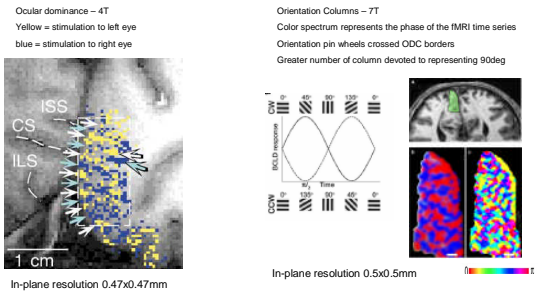 Ocular dominance – 4T
Yellow = stimulation to left eye
blue = stimulation to right eye
ISS
CS
ILS
1 cm
In-plane resolution 0.47x0.47mm
Orientation Columns – 7T
Color spectrum represents the phase of the fMRI time series
Orientation pin wheels crossed ODC borders
Greater number of column devoted to representing 90deg
0° 45° 90° 135° 0°
CW
BOLD response
Time
0° 135° 90° 45° 0°
CCW
a
b
c
In-plane resolution 0.5x0.5mm